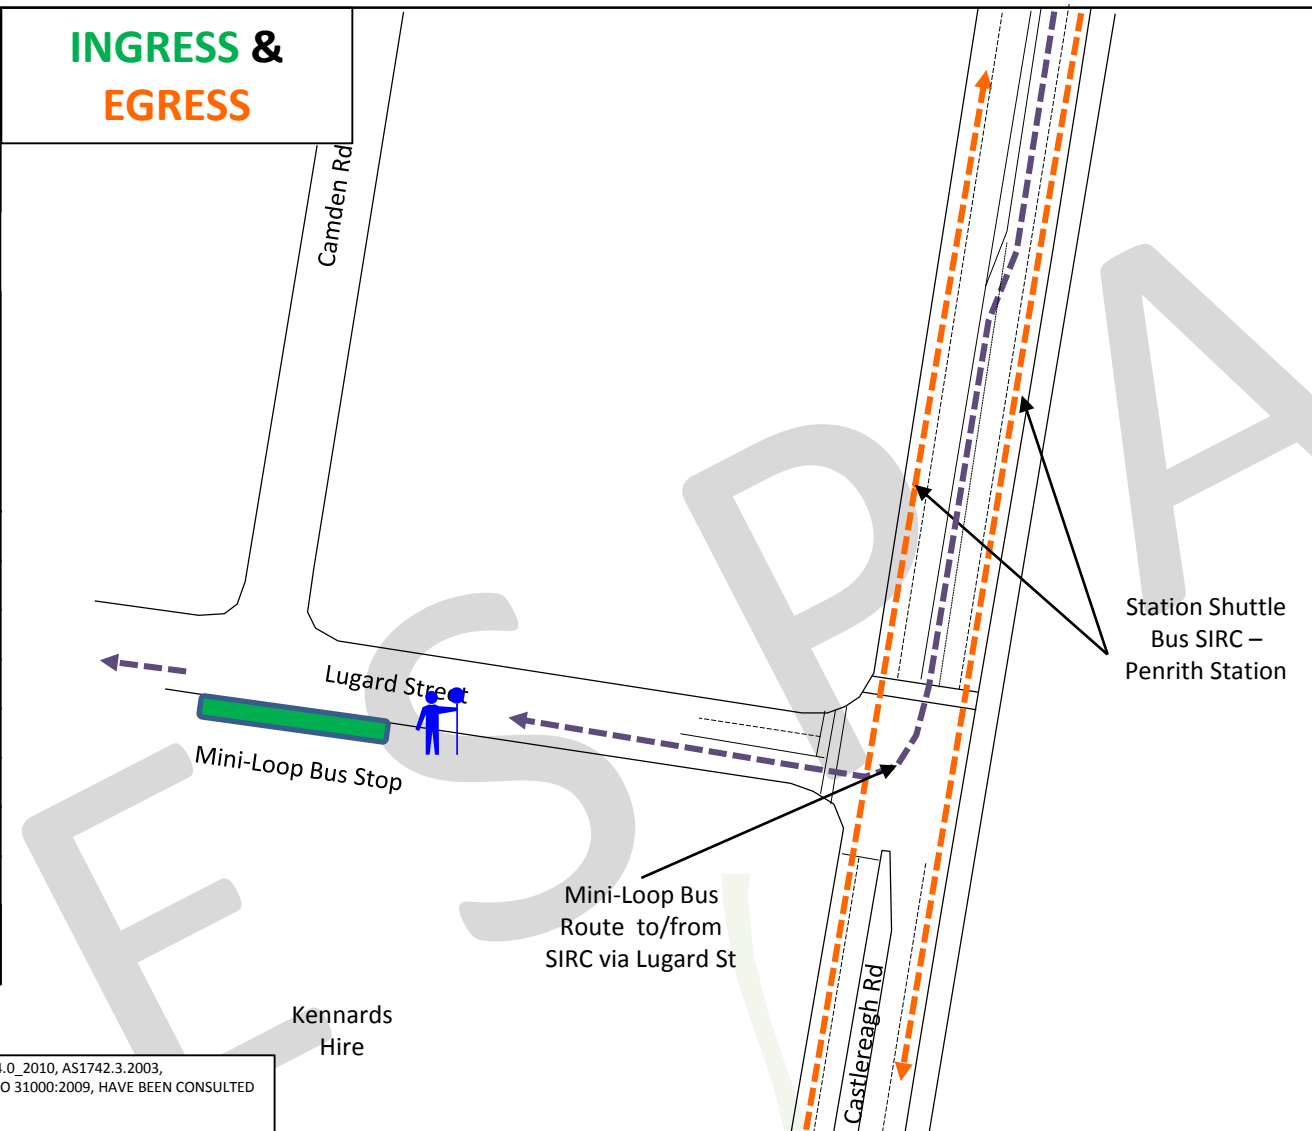 INGRESS &
EGRESS
Camden Rd
Station Shuttle
Bus SIRC –
Penrith Station
Lugard Street
Mini-Loop Bus Stop
Mini-Loop Bus
Route to/from
SIRC via Lugard St
Castlereagh Rd
Kennards
Hire
.0_2010, AS1742.3.2003,
O 31000:2009, HAVE BEEN CONSULTED
E S P A